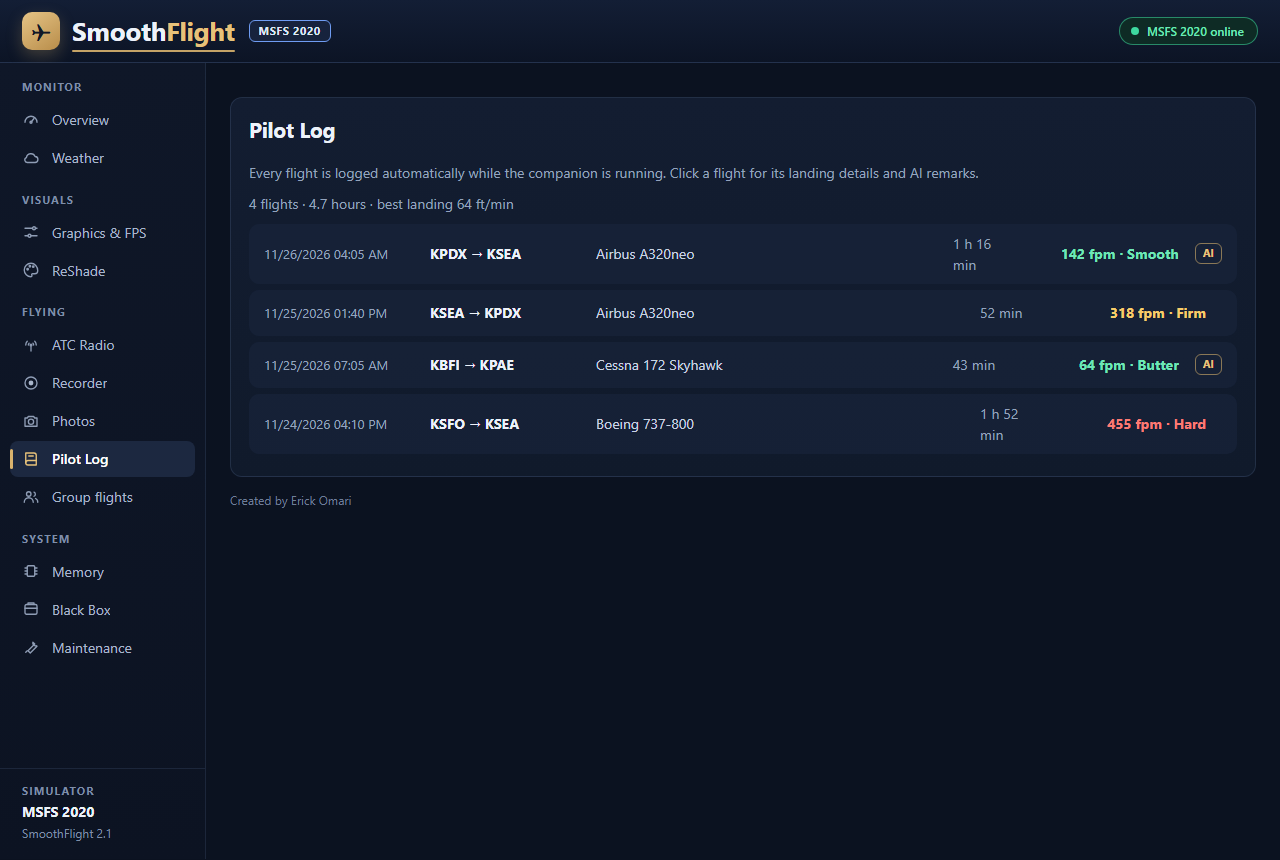 SmoothFlight MSFS 2020
MSFS 2020 online
MONITOR
Overview
Weather
VISUALS
Graphics & FPS
ReShade
FLYING
ATC Radio
Recorder
Photos
Pilot Log
Group flights
SYSTEM
Memory
Black Box
Maintenance
SIMULATOR
MSFS 2020
SmoothFlight 2.1
Pilot Log
Every flight is logged automatically while the companion is running. Click a flight for its landing details and AI remarks.
4 flights · 4.7 hours · best landing 64 ft/min
11/26/2026 04:05 AM KPDX → KSEA Airbus A320neo 1 h 16 min 142 fpm · Smooth AI
11/25/2026 01:40 PM KSEA → KPDX Airbus A320neo 52 min 318 fpm · Firm
11/25/2026 07:05 AM KBFI → KPAE Cessna 172 Skyhawk 43 min 64 fpm · Butter AI
11/24/2026 04:10 PM KSFO → KSEA Boeing 737-800 1 h 52 min 455 fpm · Hard
Created by Erick Omari